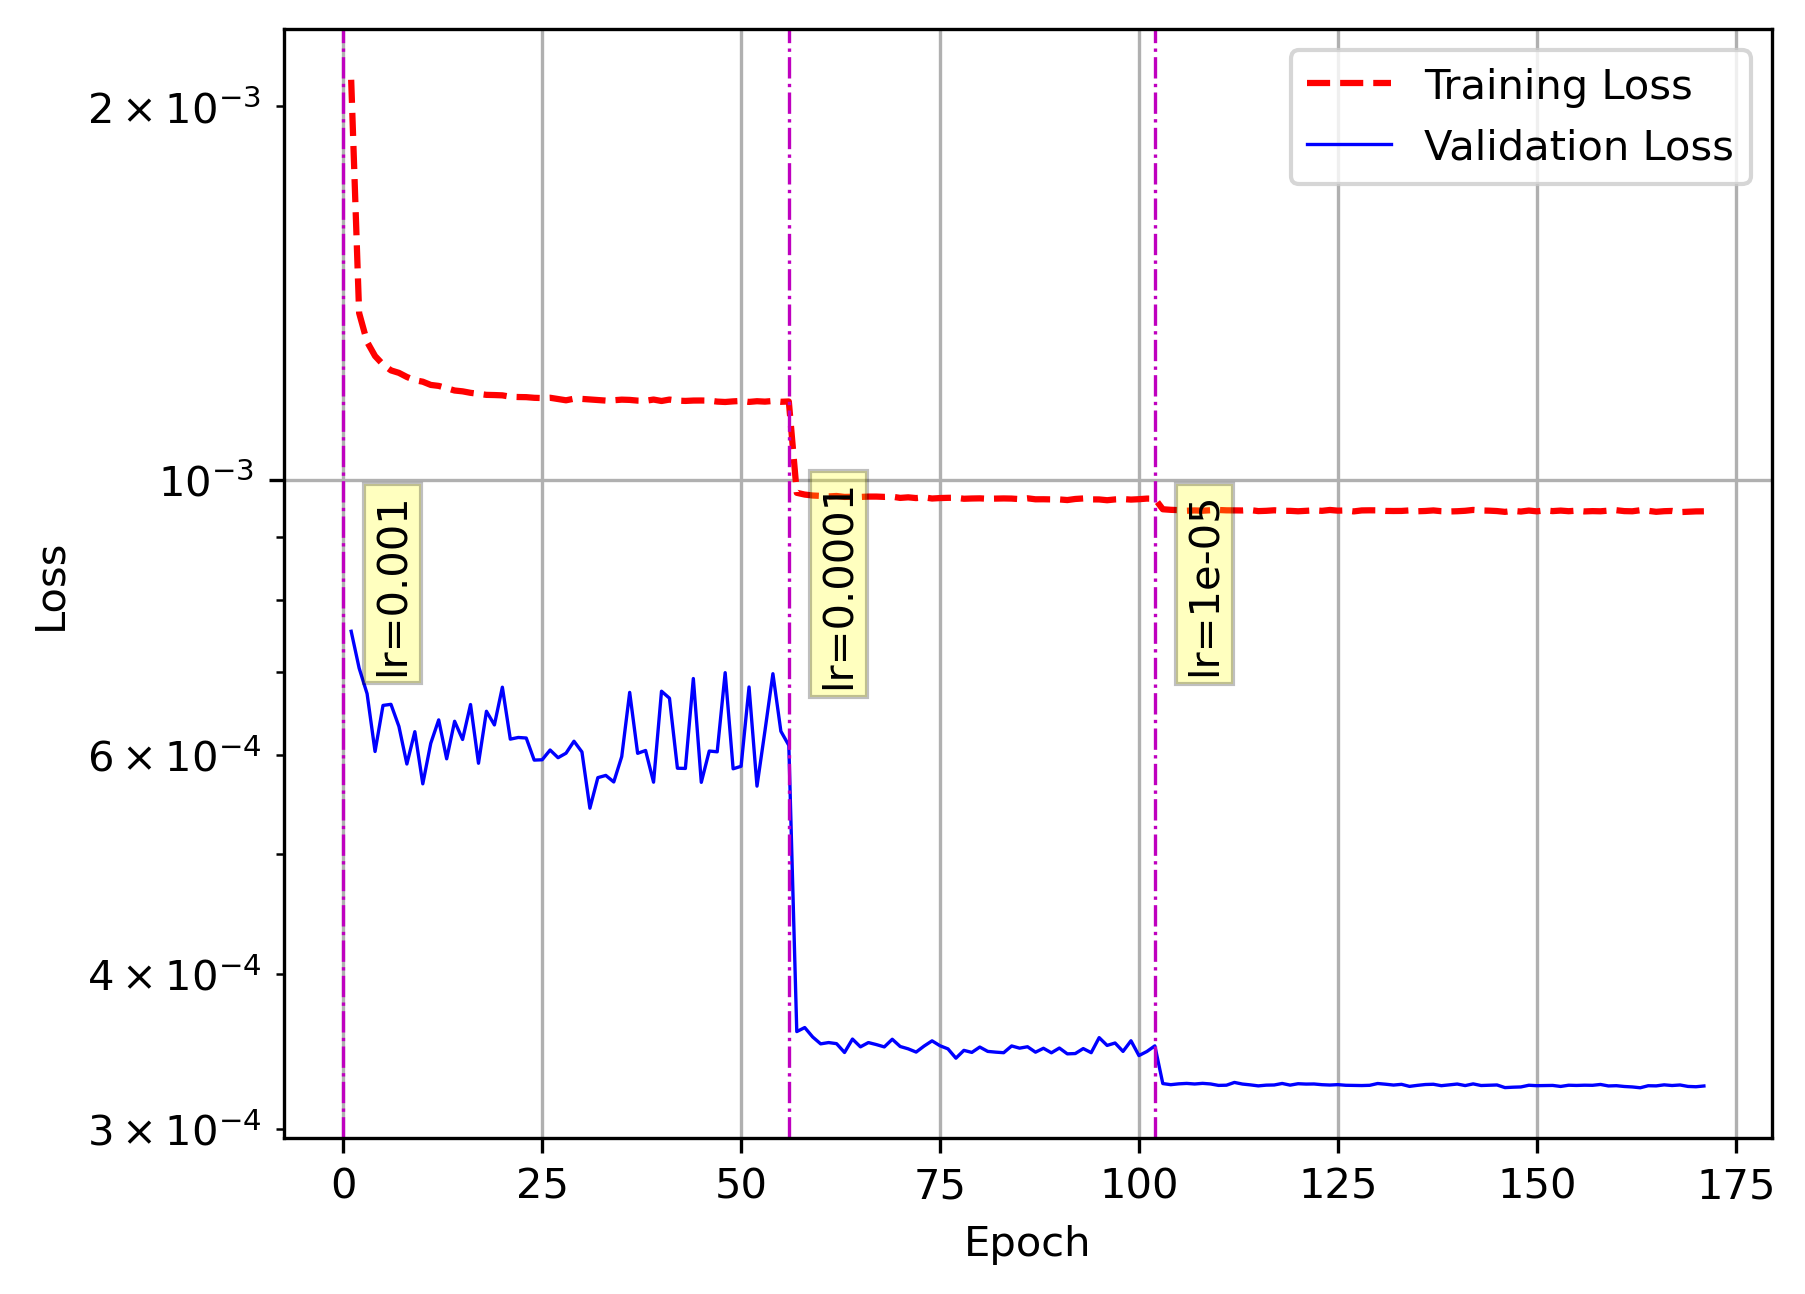 Training Loss
Validation Loss
2 × 10⁻³
10⁻³
6 × 10⁻⁴
4 × 10⁻⁴
3 × 10⁻⁴
Loss
lr=0.001
lr=0.0001
lr=1e-05
0 25 50 75 100 125 150 175
Epoch